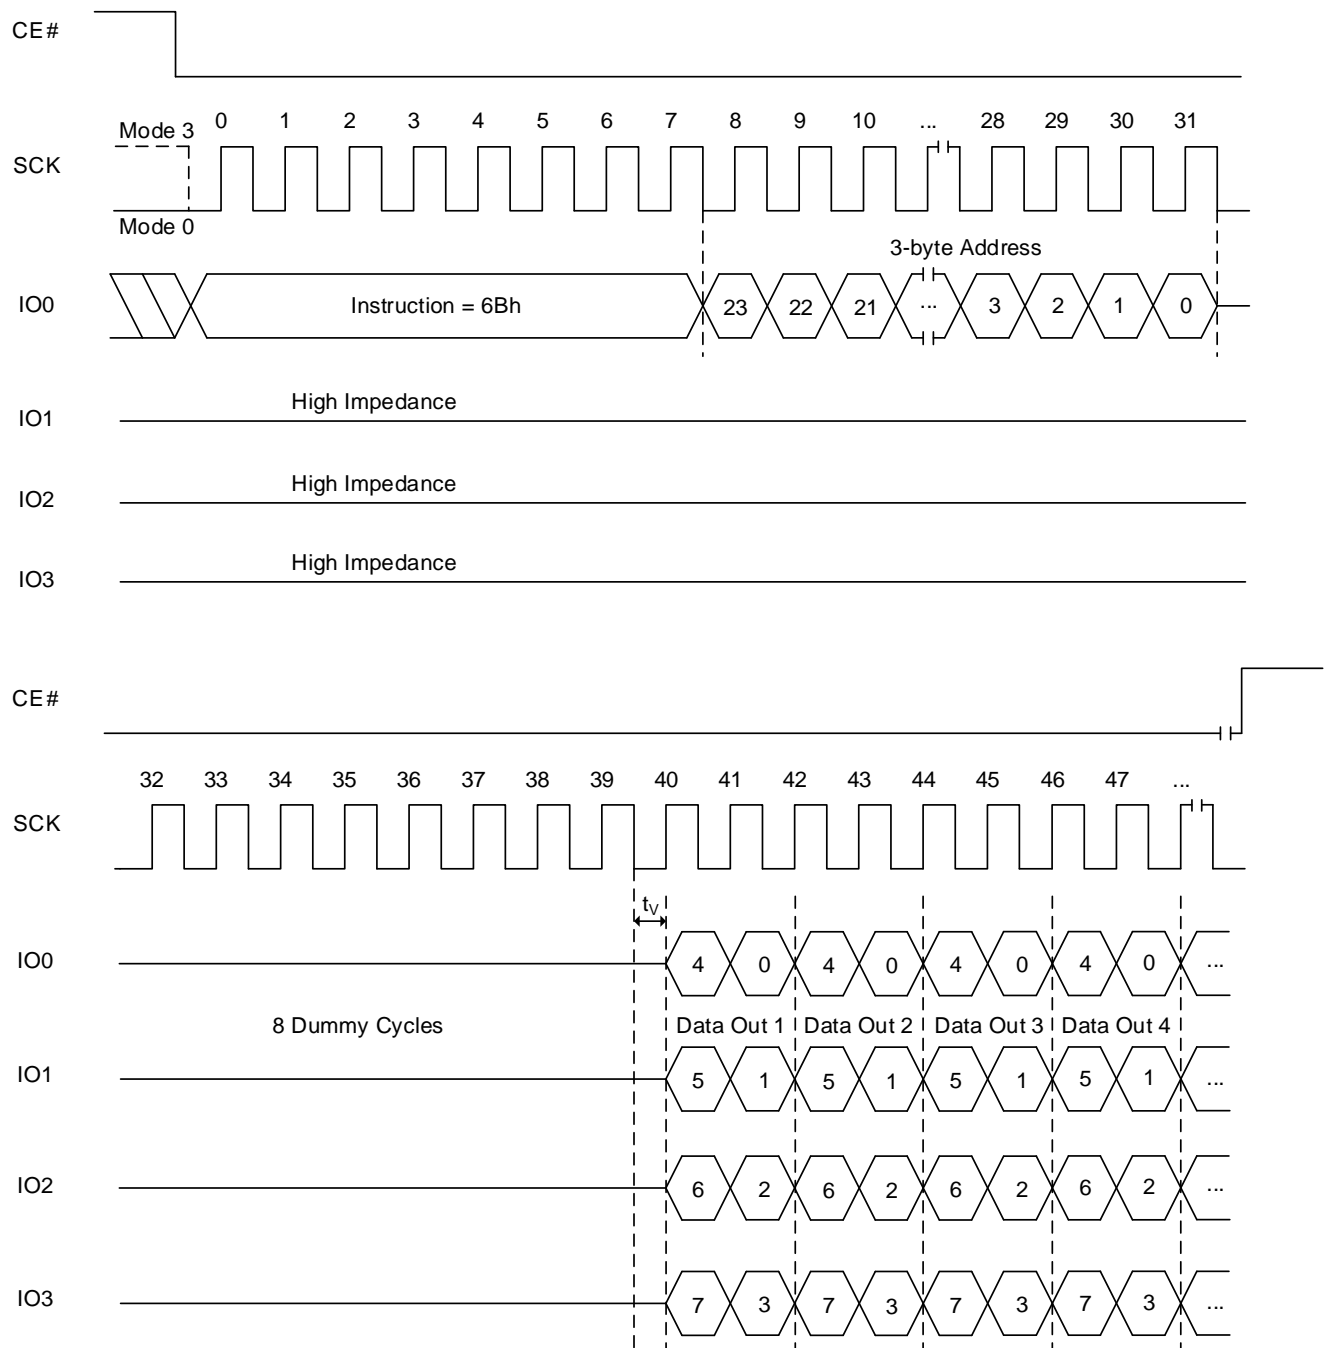 CE#
Mode 3 0 1 2 3 4 5 6 7 8 9 10 ... 28 29 30 31
SCK
Mode 0
3-byte Address
IO0 Instruction = 6Bh 23 22 21 ... 3 2 1 0
High Impedance
IO1
High Impedance
IO2
High Impedance
IO3
CE#
32 33 34 35 36 37 38 39 40 41 42 43 44 45 46 47 ...
SCK
tV
IO0 4 0 4 0 4 0 4 0 ...
8 Dummy Cycles Data Out 1 Data Out 2 Data Out 3 Data Out 4
IO1 5 1 5 1 5 1 5 1 ...
IO2 6 2 6 2 6 2 6 2 ...
IO3 7 3 7 3 7 3 7 3 ...